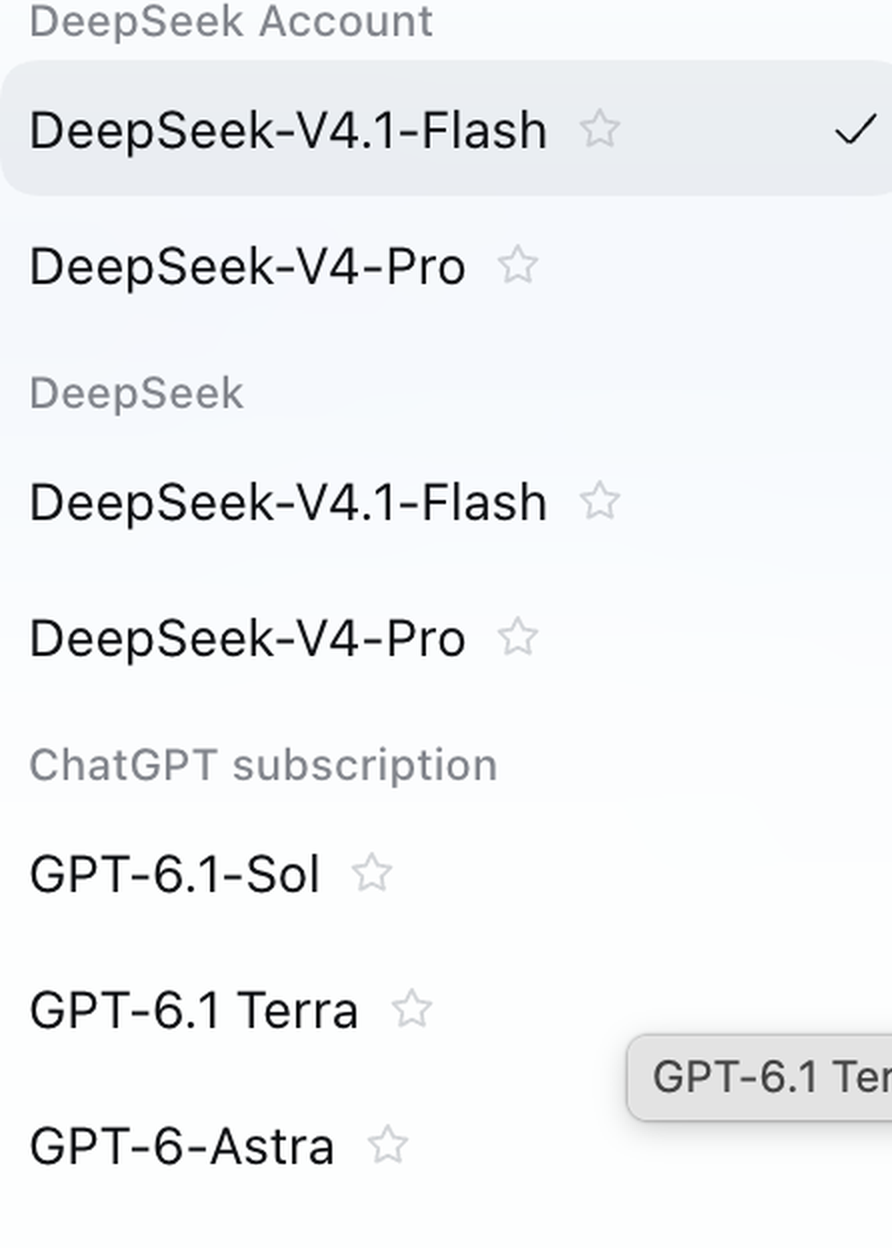 DeepSeek Account
DeepSeek-V4.1-Flash
DeepSeek-V4-Pro
DeepSeek
DeepSeek-V4.1-Flash
DeepSeek-V4-Pro
ChatGPT subscription
GPT-6.1-Sol
GPT-6.1 Terra
GPT-6.1
GPT-6-Astra